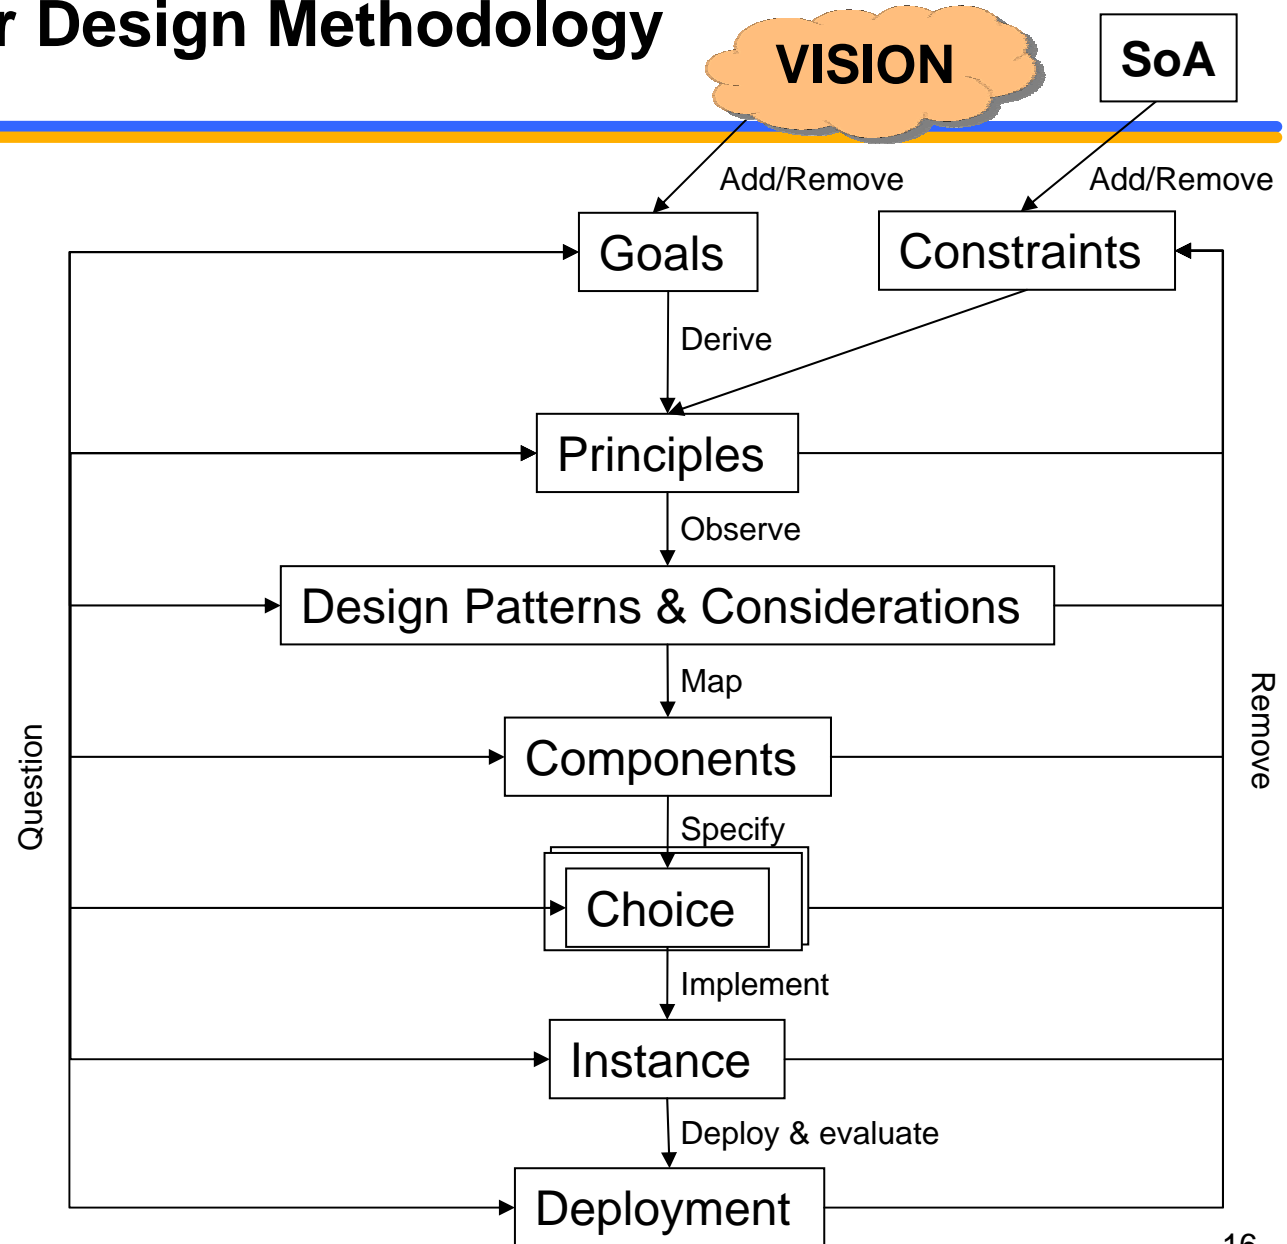 r Design Methodology
VISION
SoA
Add/Remove
Add/Remove
Goals
Constraints
Derive
Principles
Observe
Design Patterns & Considerations
Map
Components
Question
Remove
Specify
Choice
Implement
Instance
Deploy & evaluate
Deployment
16